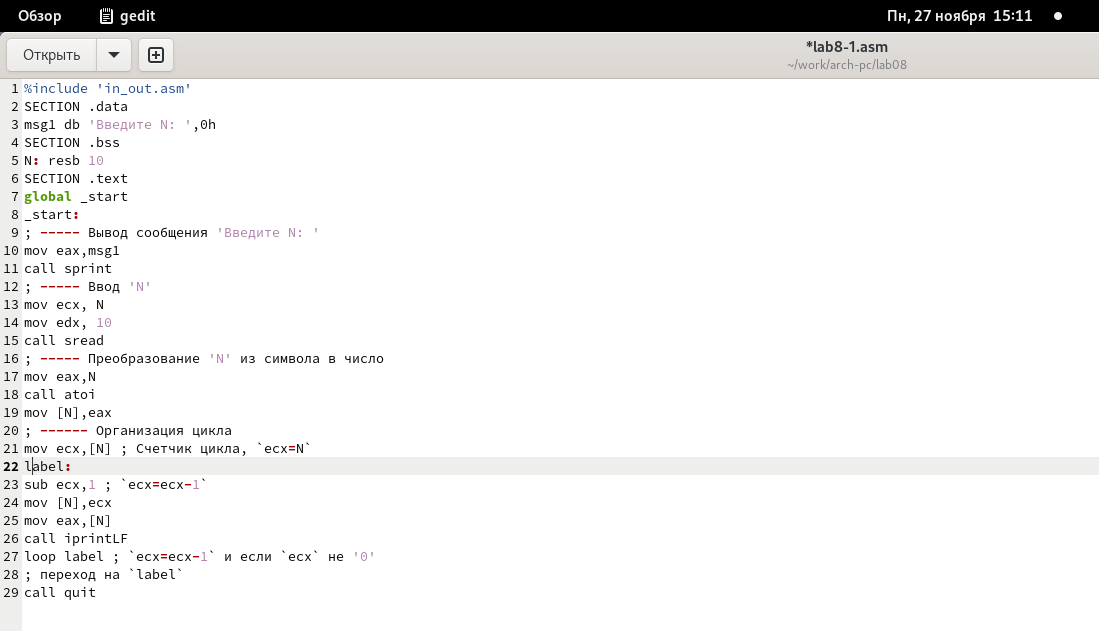 Обзор gedit Пн, 27 ноября 15:11
Открыть *lab8-1.asm
~/work/arch-pc/lab08
1 %include 'in_out.asm'
2 SECTION .data
3 msg1 db 'Введите N: ',0h
4 SECTION .bss
5 N: resb 10
6 SECTION .text
7 global _start
8 _start:
9 ; ----- Вывод сообщения 'Введите N: '
10 mov eax,msg1
11 call sprint
12 ; ----- Ввод 'N'
13 mov ecx, N
14 mov edx, 10
15 call sread
16 ; ----- Преобразование 'N' из символа в число
17 mov eax,N
18 call atoi
19 mov [N],eax
20 ; ------ Организация цикла
21 mov ecx,[N] ; Счетчик цикла, `ecx=N`
22 label:
23 sub ecx,1 ; `ecx=ecx-1`
24 mov [N],ecx
25 mov eax,[N]
26 call iprintLF
27 loop label ; `ecx=ecx-1` и если `ecx` не '0'
28 ; переход на `label`
29 call quit